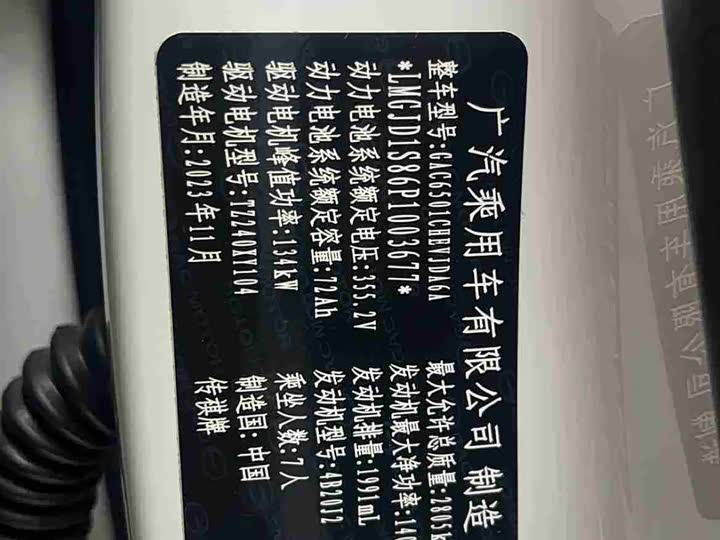 广汽乘用车有限公司 制造
整车型号:GAC6501CHEVJD6A
*LMGJD1S86P1003677*
动力电池系统额定电压:355.2V
动力电池系统额定容量:72Ah
驱动电机峰值功率:134kW
驱动电机型号:TZ240XY104
制造年月:2023年11月
最大允许总质量:2805k
发动机最大净功率:140
发动机排量:1991mL
发动机型号:4B20J2
乘坐人数:7人
制造国:中国
传祺牌